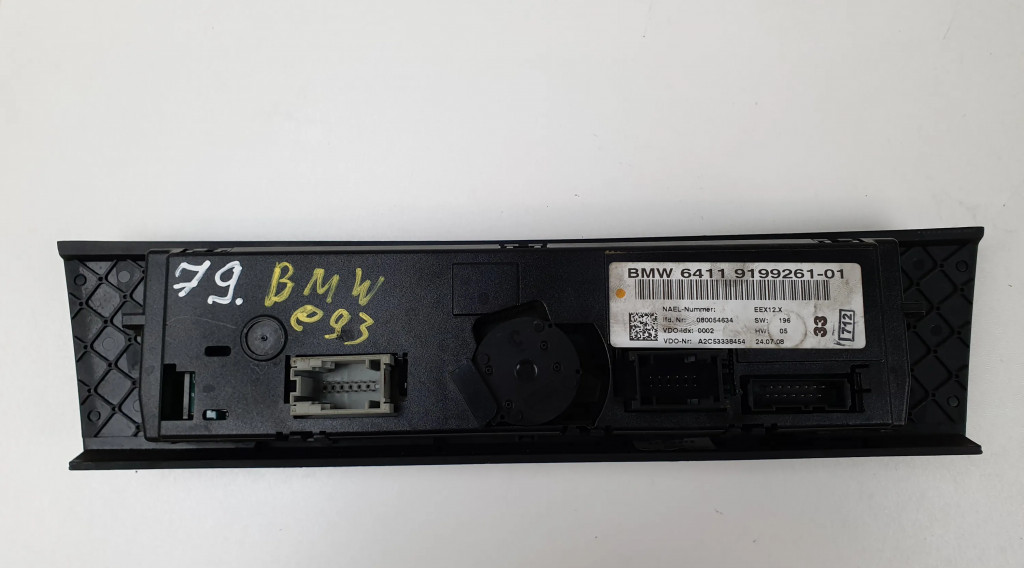 79.
BMW
e93
BMW 6411 9199261-01
NAEL-Nummer: EEX12.X
lfd. Nr: 080054634 SW: 196
VDO-Idx: 0002 HW: 05
VDO-Nr: A2C53338454 24.07.08
33
712